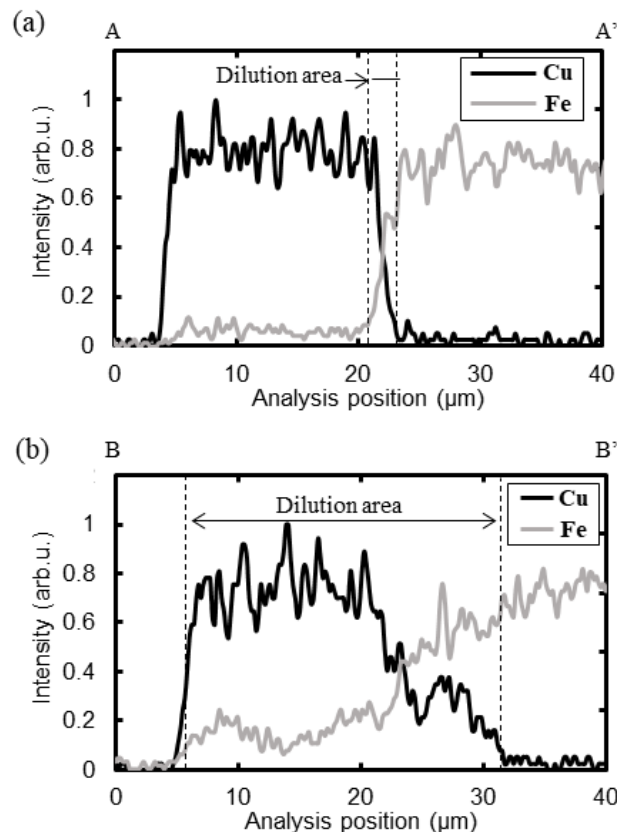 (a)
A A'
Dilution area
Cu
Fe
1
0.8
0.6
0.4
0.2
0
Intensity (arb.u.)
0 10 20 30 40
Analysis position (µm)
(b)
B B'
Dilution area
Cu
Fe
1
0.8
0.6
0.4
0.2
0
Intensity (arb.u.)
0 10 20 30 40
Analysis position (µm)